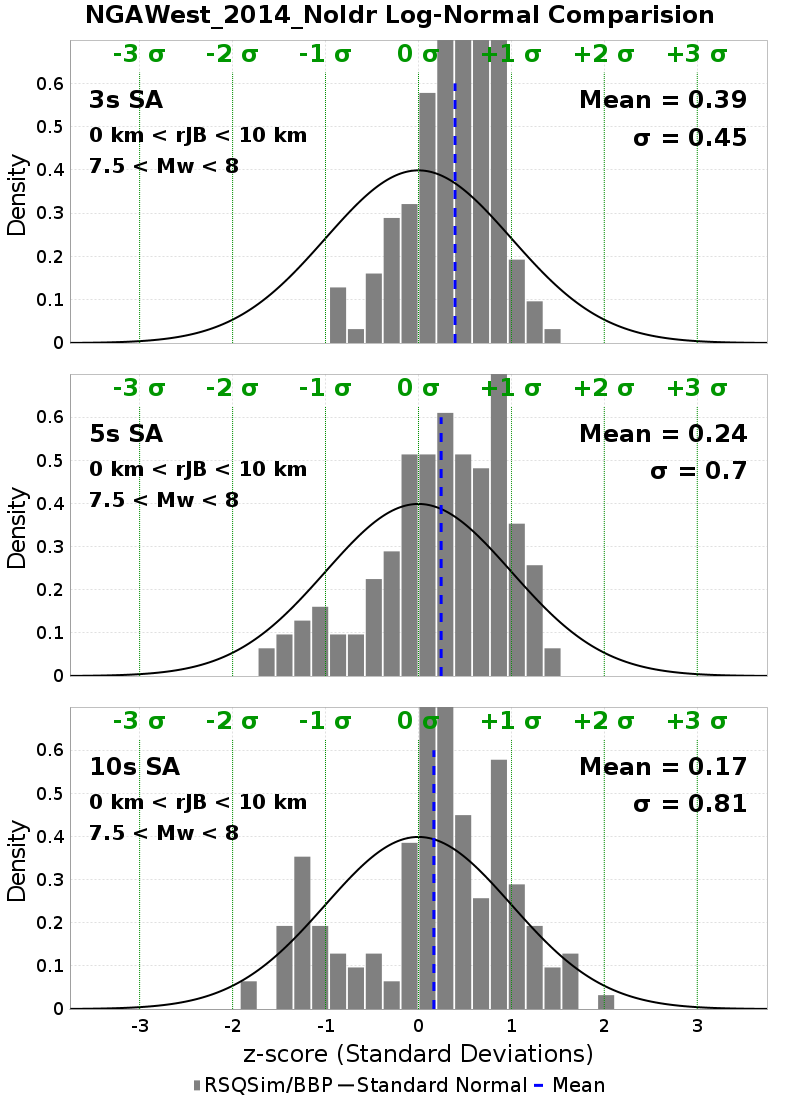 NGAWest_2014_NoIdr Log-Normal Comparision
-3 σ -2 σ -1 σ 0 σ +1 σ +2 σ +3 σ
3s SA
0 km < rJB < 10 km
7.5 < Mw < 8
Mean = 0.39
σ = 0.45
0.6
0.5
0.4
0.3
0.2
0.1
0
Density
-3 σ -2 σ -1 σ 0 σ +1 σ +2 σ +3 σ
5s SA
0 km < rJB < 10 km
7.5 < Mw < 8
Mean = 0.24
σ = 0.7
0.6
0.5
0.4
0.3
0.2
0.1
0
Density
-3 σ -2 σ -1 σ 0 σ +1 σ +2 σ +3 σ
10s SA
0 km < rJB < 10 km
7.5 < Mw < 8
Mean = 0.17
σ = 0.81
0.6
0.5
0.4
0.3
0.2
0.1
0
Density
-3 -2 -1 0 1 2 3
z-score (Standard Deviations)
RSQSim/BBP Standard Normal Mean